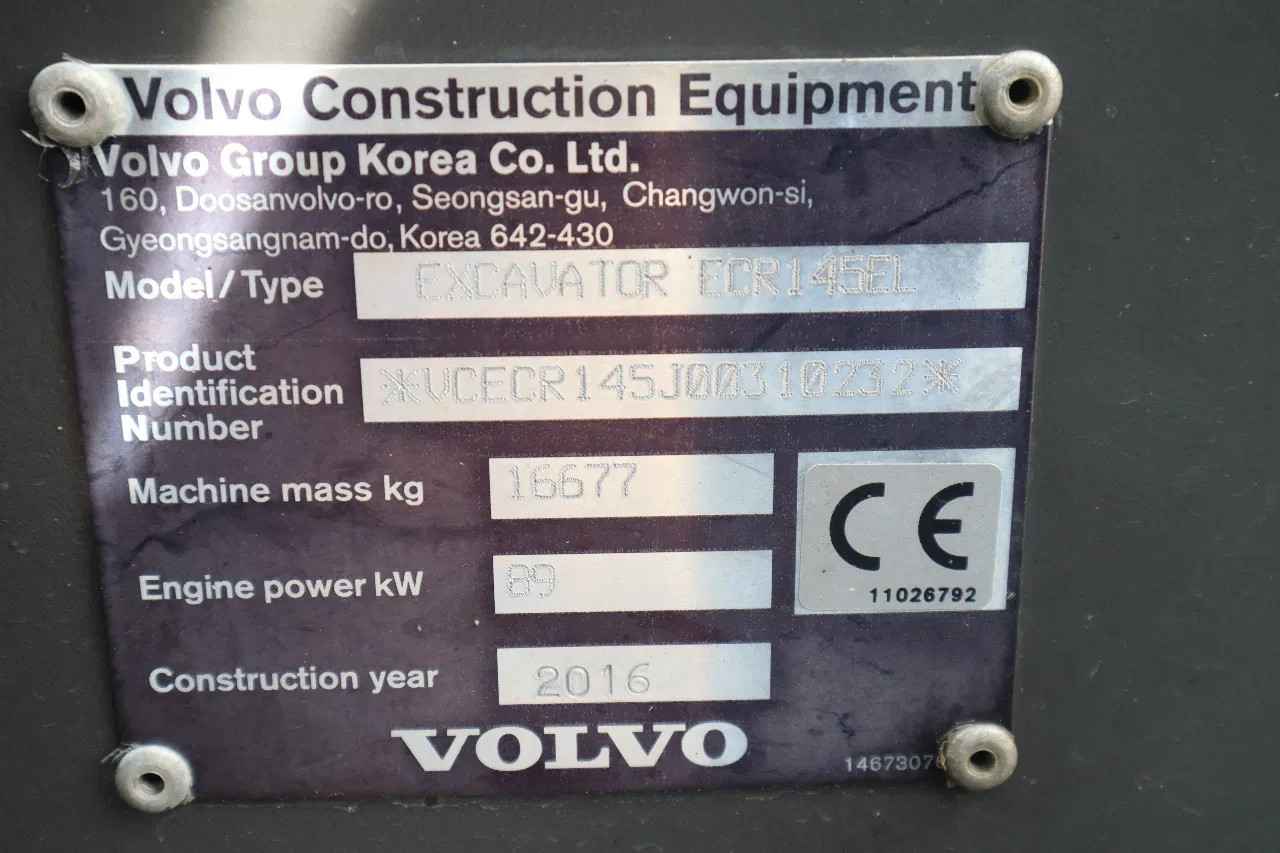 Volvo Construction Equipment
Volvo Group Korea Co. Ltd.
160, Doosanvolvo-ro, Seongsan-gu, Changwon-si,
Gyeongsangnam-do, Korea 642-430
Model/Type EXCAVATOR ECR145EL
Product
Identification
Number
*VCECR145J00310232*
Machine mass kg 16677
Engine power kW 89
CE
11026792
Construction year 2016
VOLVO